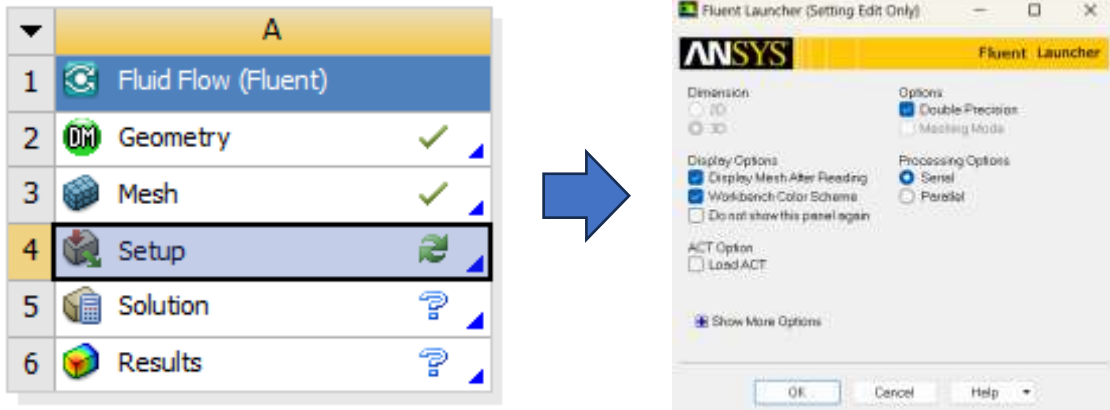 A
1 Fluid Flow (Fluent)
2 DM Geometry
3 Mesh
4 Setup
5 Solution ?
6 Results ?
Fluent Launcher (Setting Edit Only)
ANSYS Fluent Launcher
Dimension
2D
3D
Options
Double Precision
Meshing Mode
Display Options
Display Mesh After Reading
Workbench Color Scheme
Do not show this panel again
Processing Options
Serial
Parallel
ACT Option
Load ACT
Show More Options
OK Cancel Help